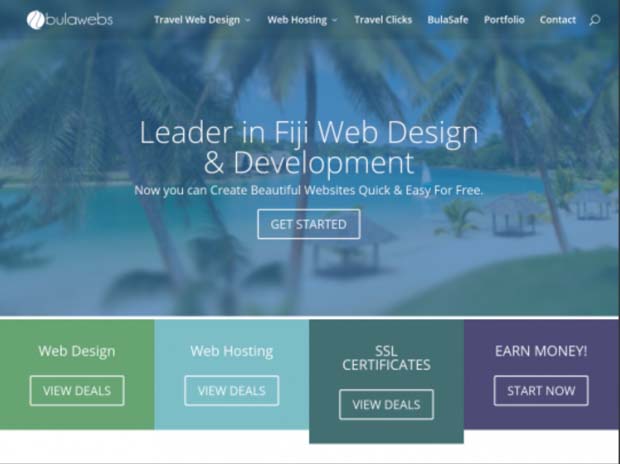 bulawebs
Travel Web Design
Web Hosting
Travel Clicks
BulaSafe
Portfolio
Contact
Leader in Fiji Web Design
& Development
Now you can Create Beautiful Websites Quick & Easy For Free.
GET STARTED
Web Design
VIEW DEALS
Web Hosting
VIEW DEALS
SSL
CERTIFICATES
VIEW DEALS
EARN MONEY!
START NOW